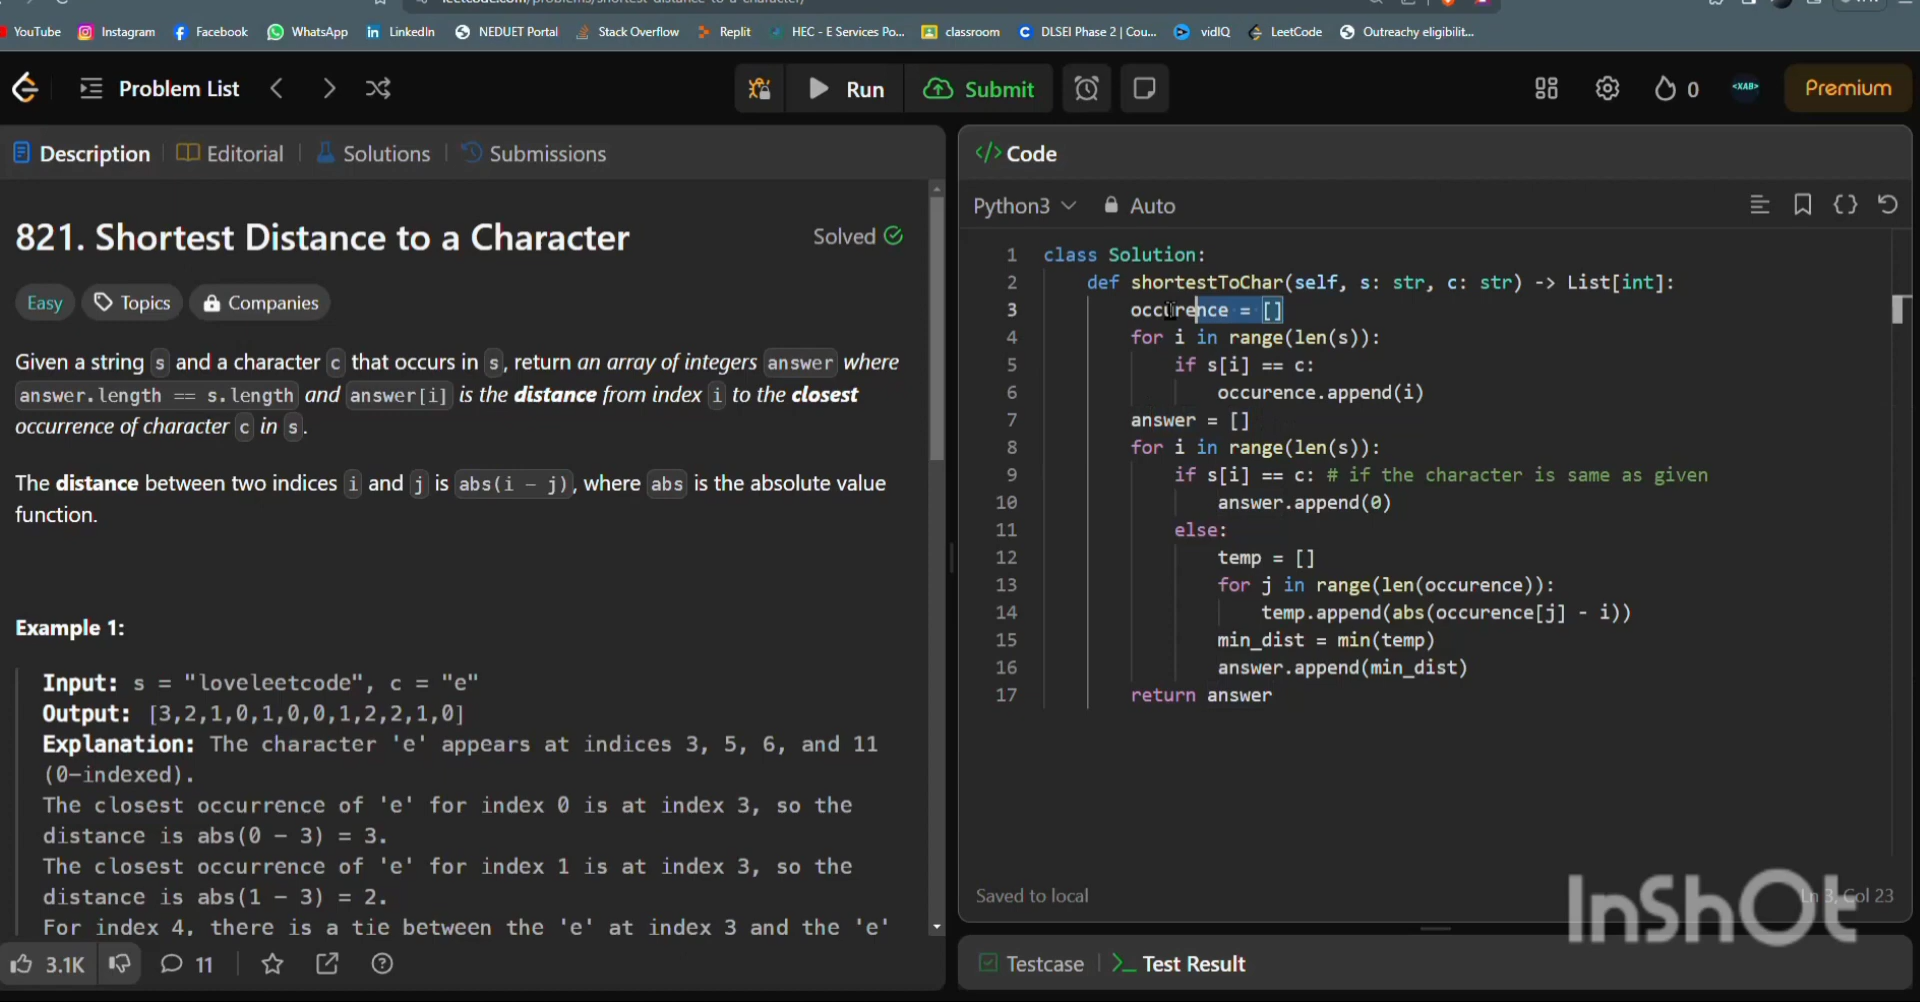 leetcode.com/problems/shortest-distance-to-a-character/
YouTube Instagram Facebook WhatsApp LinkedIn NEDUET Portal Stack Overflow Replit HEC - E Services Po... classroom DLSEI Phase 2 | Cou... vidIQ LeetCode Outreachy eligibilit...
Problem List Run Submit 0 <XAB> Premium
Description Editorial Solutions Submissions
821. Shortest Distance to a Character Solved
Easy Topics Companies
Given a string s and a character c that occurs in s, return an array of integers answer where
answer.length == s.length and answer[i] is the distance from index i to the closest
occurrence of character c in s.
The distance between two indices i and j is abs(i - j), where abs is the absolute value
function.
Example 1:
Input: s = "loveleetcode", c = "e"
Output: [3,2,1,0,1,0,0,1,2,2,1,0]
Explanation: The character 'e' appears at indices 3, 5, 6, and 11
(0-indexed).
The closest occurrence of 'e' for index 0 is at index 3, so the
distance is abs(0 - 3) = 3.
The closest occurrence of 'e' for index 1 is at index 3, so the
distance is abs(1 - 3) = 2.
For index 4, there is a tie between the 'e' at index 3 and the 'e'
3.1K 11
</> Code
Python3 Auto
1 class Solution:
2 def shortestToChar(self, s: str, c: str) -> List[int]:
3 occurence = []
4 for i in range(len(s)):
5 if s[i] == c:
6 occurence.append(i)
7 answer = []
8 for i in range(len(s)):
9 if s[i] == c: # if the character is same as given
10 answer.append(0)
11 else:
12 temp = []
13 for j in range(len(occurence)):
14 temp.append(abs(occurence[j] - i))
15 min_dist = min(temp)
16 answer.append(min_dist)
17 return answer
Saved to local Ln 3, Col 23
InShOt
Testcase Test Result